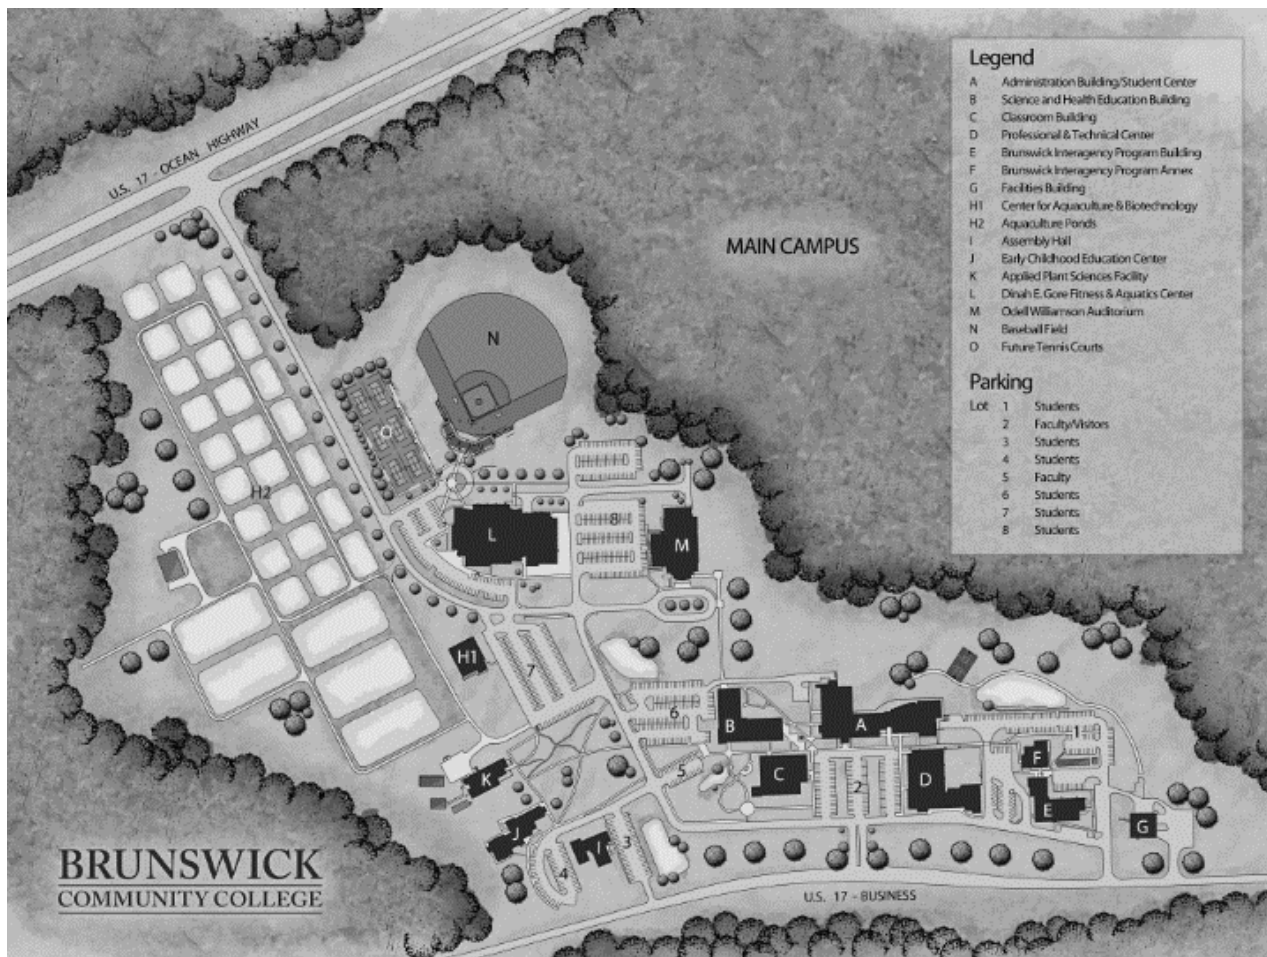 Legend
A Administration Building/Student Center
B Science and Health Education Building
C Classroom Building
D Professional & Technical Center
E Brunswick Interagency Program Building
F Brunswick Interagency Program Annex
G Facilities Building
H1 Center for Aquaculture & Biotechnology
H2 Aquaculture Ponds
I Assembly Hall
J Early Childhood Education Center
K Applied Plant Sciences Facility
L Dinah E. Gore Fitness & Aquatics Center
M Odell Williamson Auditorium
N Baseball Field
O Future Tennis Courts
Parking
Lot 1 Students
2 Faculty/Visitors
3 Students
4 Students
5 Faculty
6 Students
7 Students
8 Students
U.S. 17 - OCEAN HIGHWAY
MAIN CAMPUS
N
O
H2
L
8
M
H1
7
6
B
A
1
5
C
2
D
F
E
G
K
J
I
3
4
BRUNSWICK
COMMUNITY COLLEGE
U.S. 17 - BUSINESS